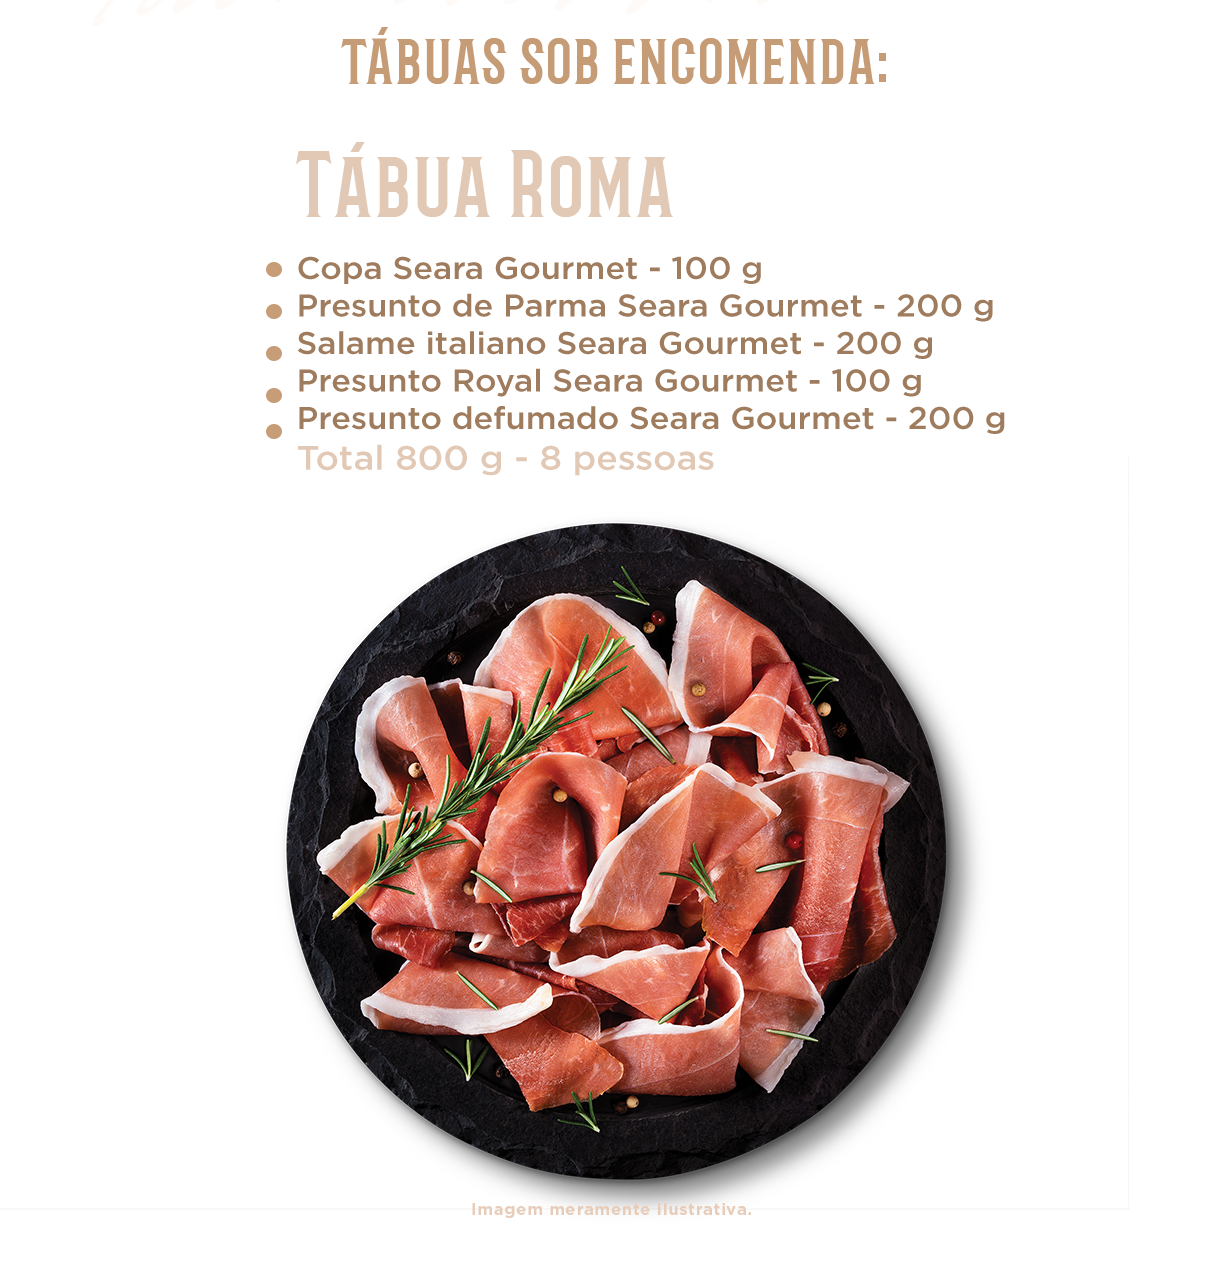 TÁBUAS SOB ENCOMENDA:
TÁBUA ROMA
Copa Seara Gourmet - 100 g
Presunto de Parma Seara Gourmet - 200 g
Salame italiano Seara Gourmet - 200 g
Presunto Royal Seara Gourmet - 100 g
Presunto defumado Seara Gourmet - 200 g
Total 800 g - 8 pessoas
Imagem meramente ilustrativa.